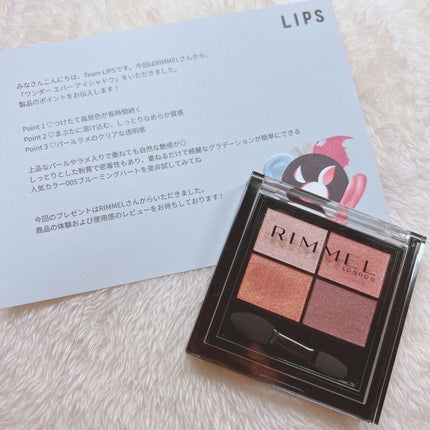 LIPS
みなさんこんにちは、Team LIPSです。今回はRIMMELさんから、
「ワンダー エバー アイシャドウ」をいただきました。
製品のポイントをお伝えします！
Point 1♡つけたて高発色が長時間続く
Point 2♡まぶたに溶け込む、しっとりなめらか質感
Point 3♡パールラメのクリアな透明感
上品なパールやラメ入りで重ねても自然な艶感が◎
しっとりとした粉質で密着性もあり、重ねるだけで綺麗なグラデーションが簡単にできる
人気カラー005ブルーミングハートを是非試してみてね
今回のプレゼントはRIMMELさんからいただきました。
商品の体験および使用感のレビューをお待ちしております！
RIMMEL
LONDON